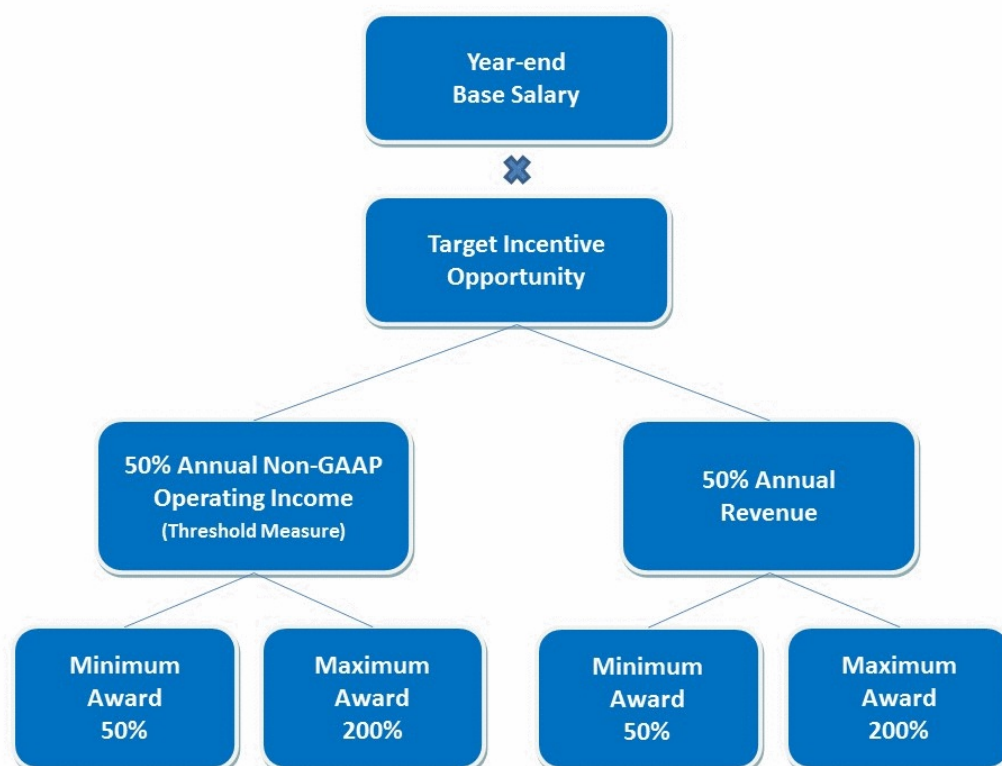 Year-end
Base Salary
Target Incentive
Opportunity
50% Annual Non-GAAP
Operating Income
(Threshold Measure)
50% Annual
Revenue
Minimum
Award
50%
Maximum
Award
200%
Minimum
Award
50%
Maximum
Award
200%